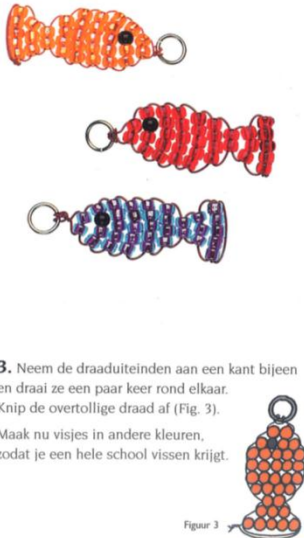 3. Neem de draaduiteinden aan een kant bijeen
en draai ze een paar keer rond elkaar.
Knip de overtollige draad af (Fig. 3).
Maak nu visjes in andere kleuren,
zodat je een hele school vissen krijgt.
Figuur 3